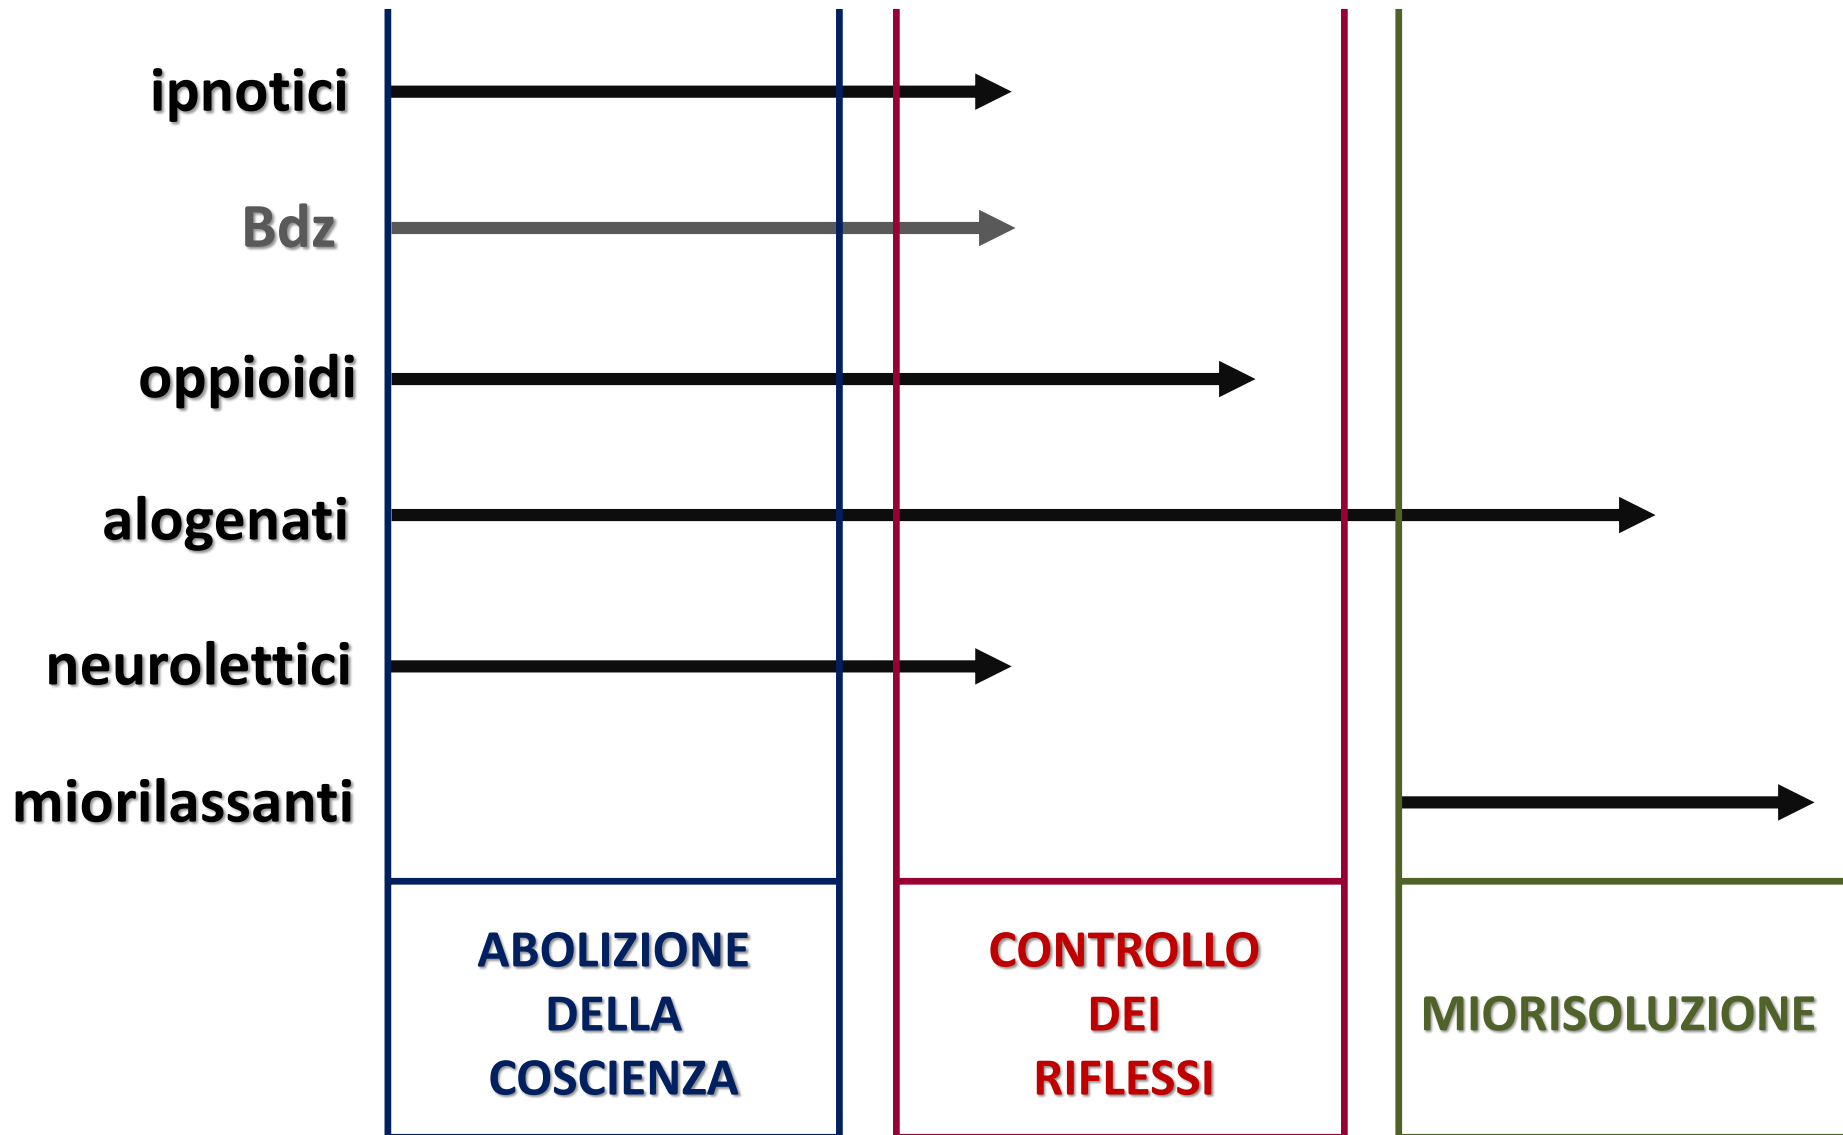 ipnotici
Bdz
oppioidi
alogenati
neurolettici
miorilassanti
ABOLIZIONE
DELLA
COSCIENZA
CONTROLLO
DEI
RIFLESSI
MIORISOLUZIONE